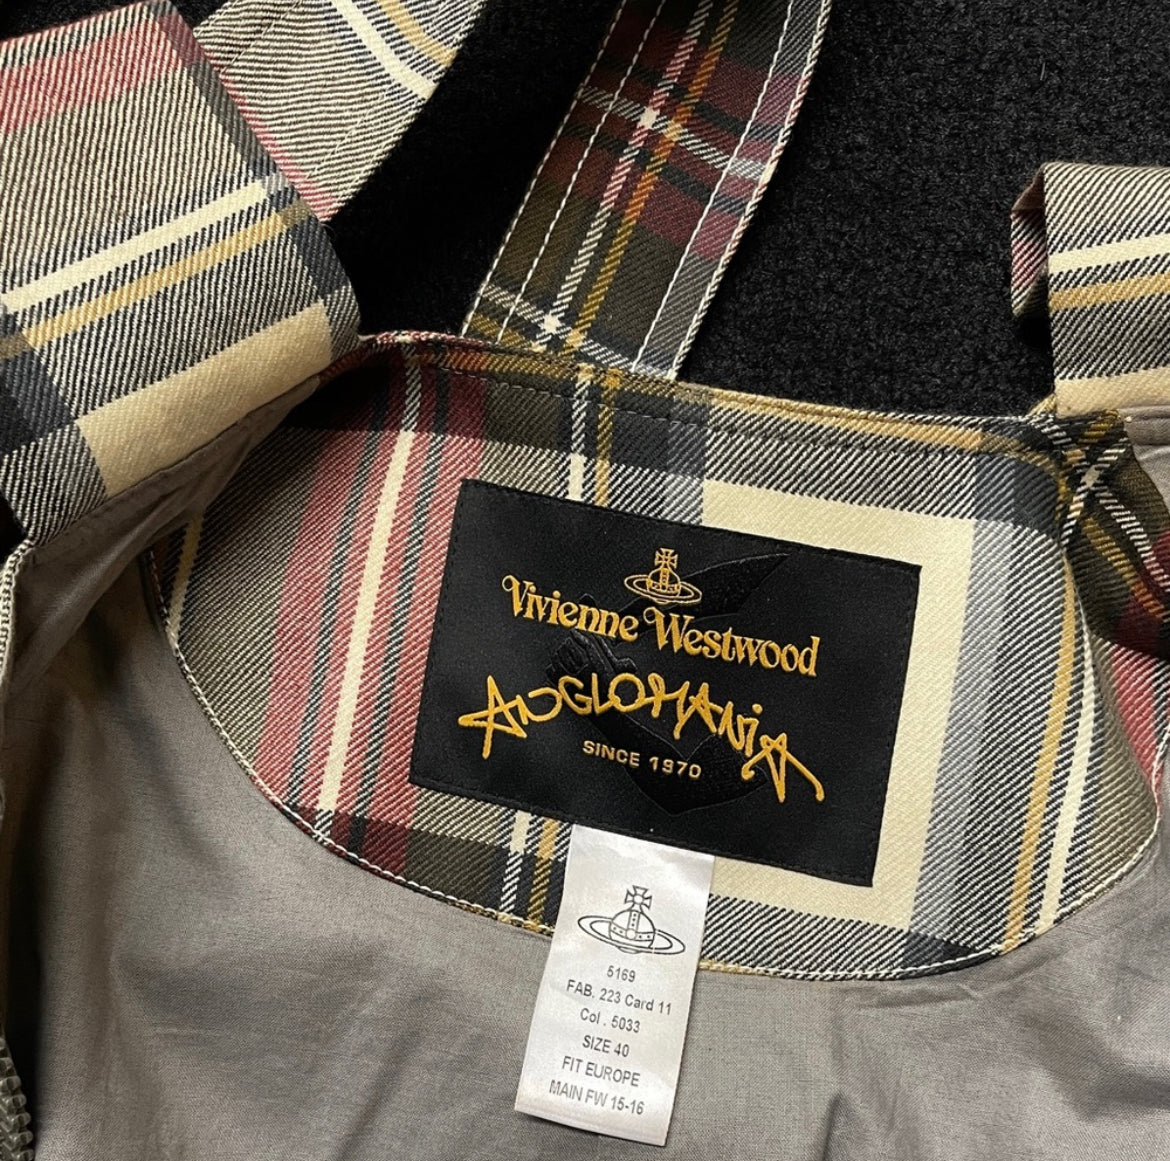 Vivienne Westwood
ANGLOMANIA
SINCE 1970
5169
FAB. 223 Card 11
Col . 5033
SIZE 40
FIT EUROPE
MAIN FW 15-16